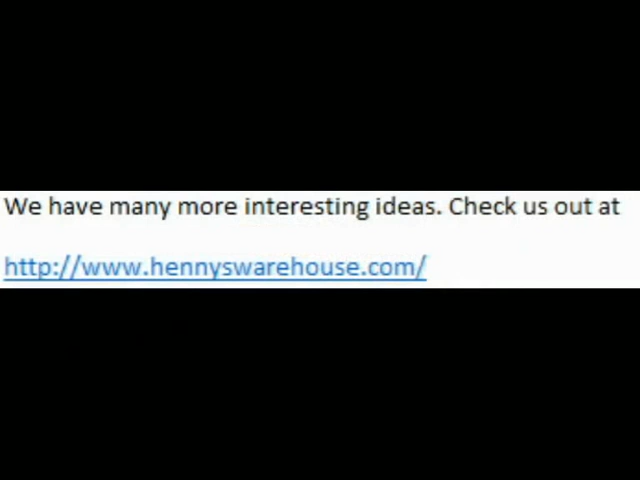 We have many more interesting ideas. Check us out at
http://www.hennyswarehouse.com/